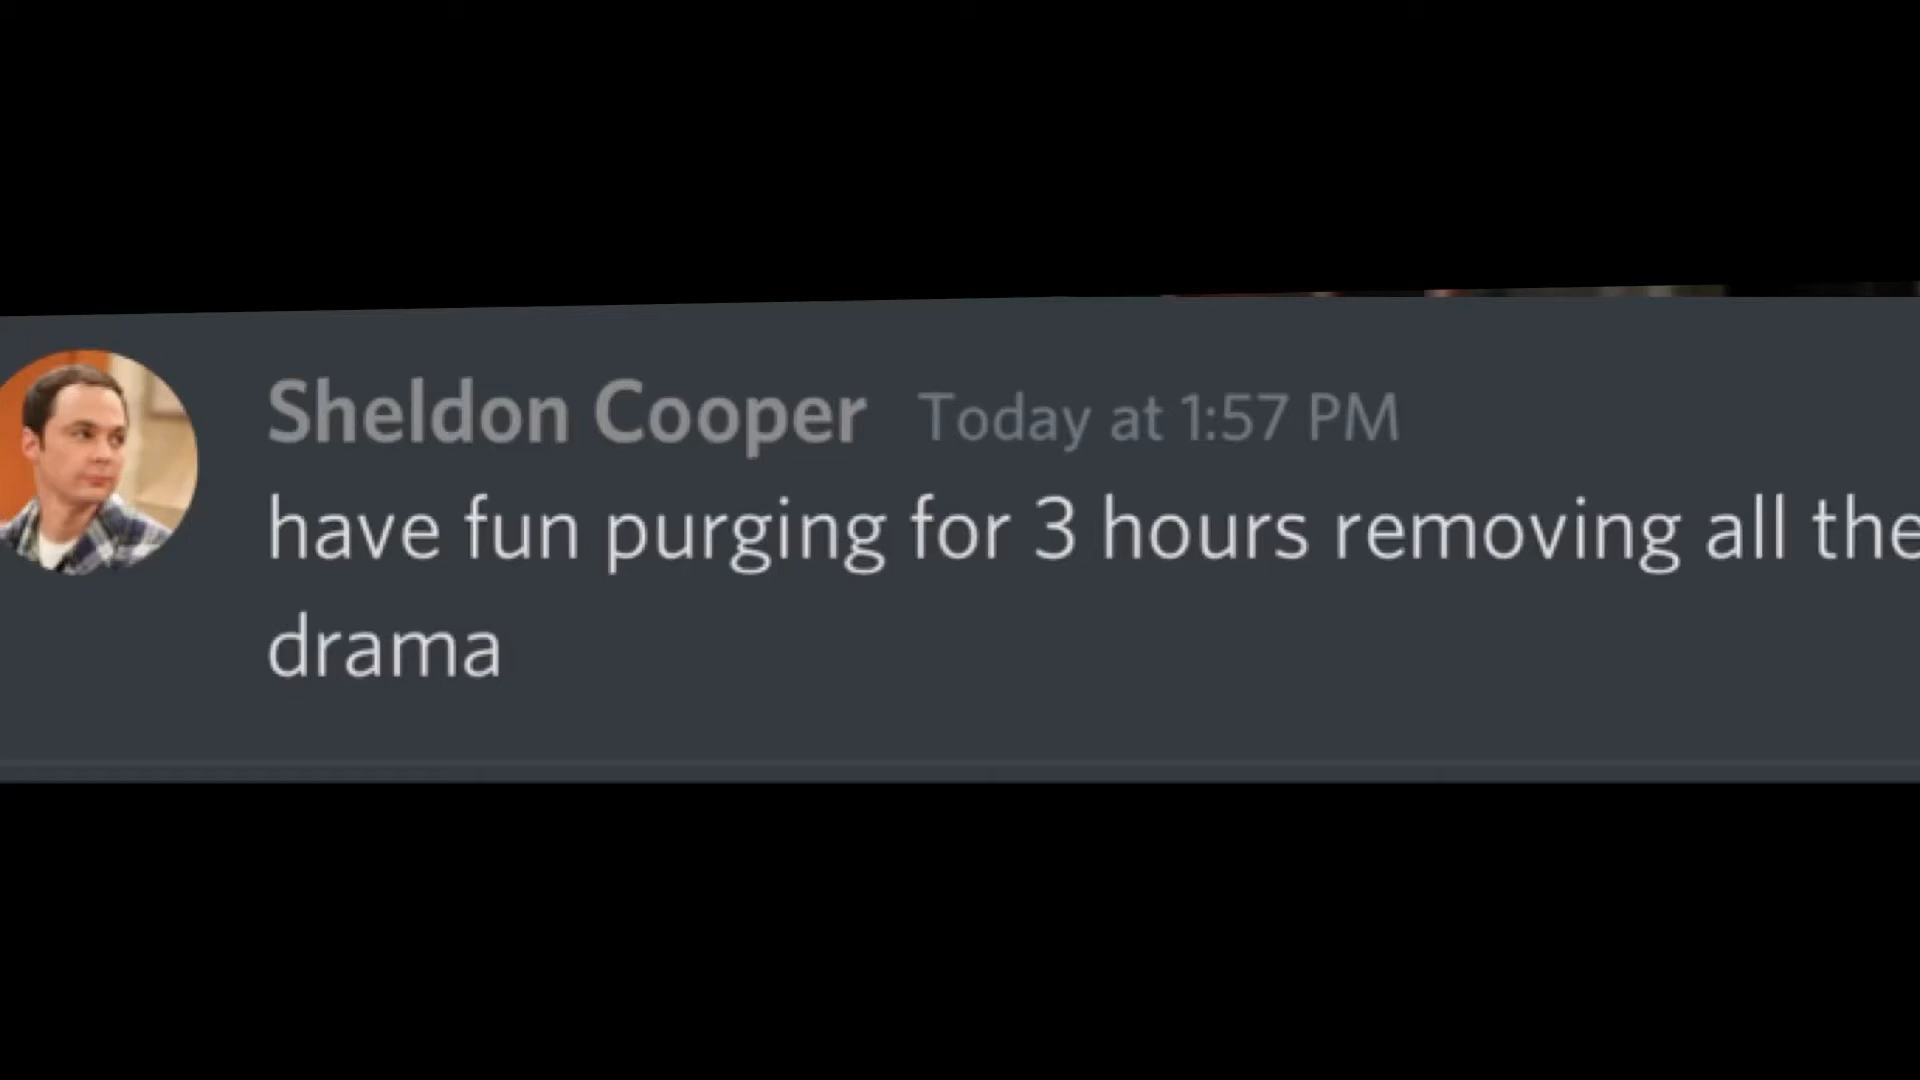 Sheldon Cooper Today at 1:57 PM
have fun purging for 3 hours removing all the
drama